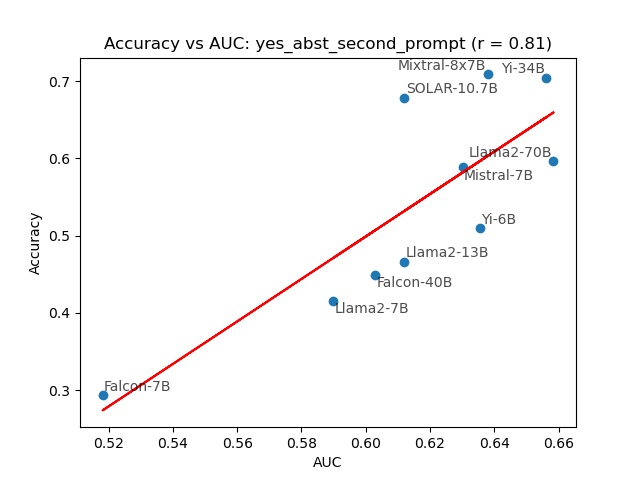 Accuracy vs AUC: yes_abst_second_prompt (r = 0.81)
Mixtral-8x7B
Yi-34B
SOLAR-10.7B
Llama2-70B
Mistral-7B
Yi-6B
Llama2-13B
Falcon-40B
Llama2-7B
Falcon-7B
0.7
0.6
0.5
0.4
0.3
Accuracy
0.52 0.54 0.56 0.58 0.60 0.62 0.64 0.66
AUC